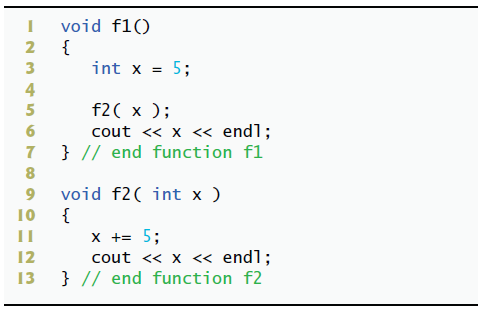 1 void f1()
2 {
3 int x = 5;
4
5 f2( x );
6 cout << x << endl;
7 } // end function f1
8
9 void f2( int x )
10 {
11 x += 5;
12 cout << x << endl;
13 } // end function f2